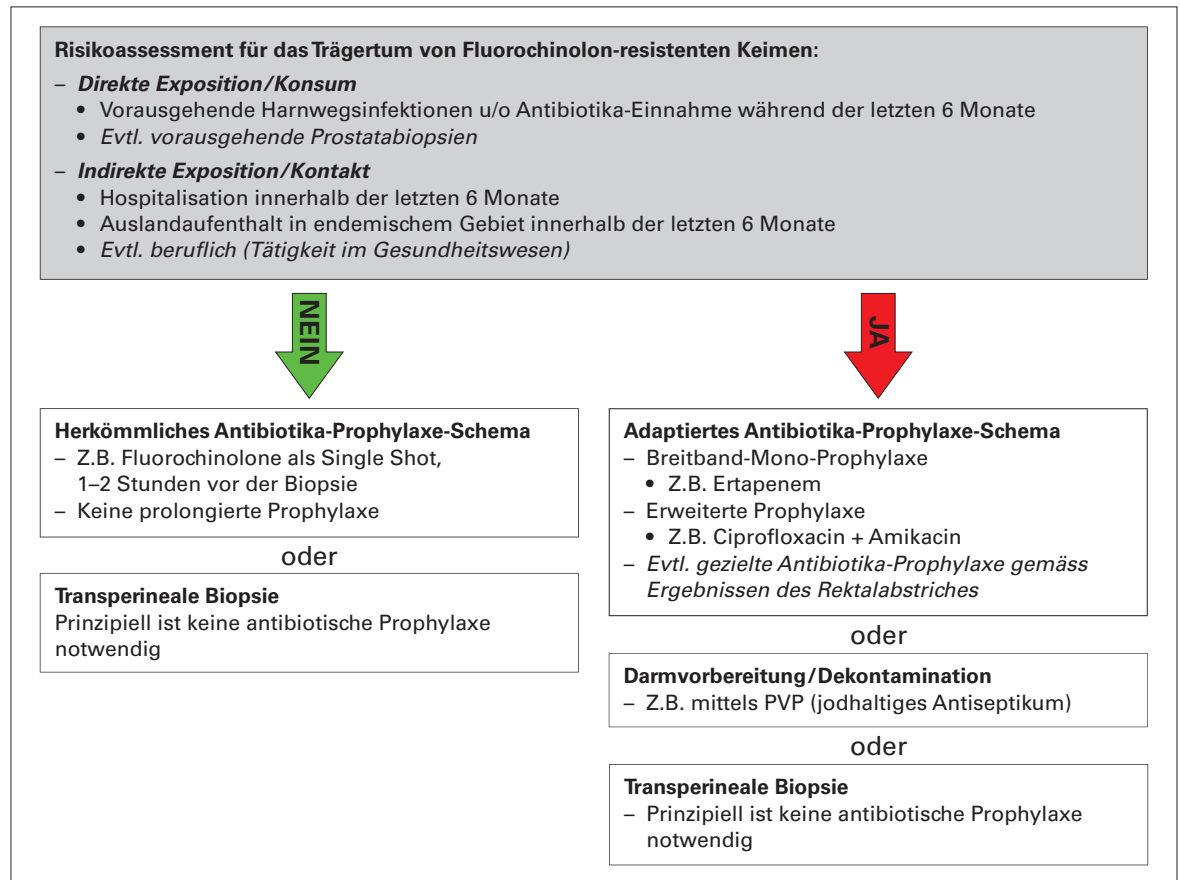 Risikoassessment für das Trägertum von Fluorochinolon-resistenten Keimen:
– Direkte Exposition/Konsum
• Vorausgehende Harnwegsinfektionen u/o Antibiotika-Einnahme während der letzten 6 Monate
• Evtl. vorausgehende Prostatabiopsien
– Indirekte Exposition/Kontakt
• Hospitalisation innerhalb der letzten 6 Monate
• Auslandaufenthalt in endemischem Gebiet innerhalb der letzten 6 Monate
• Evtl. beruflich (Tätigkeit im Gesundheitswesen)
NEIN
Herkömmliches Antibiotika-Prophylaxe-Schema
– Z.B. Fluorochinolone als Single Shot,
1–2 Stunden vor der Biopsie
– Keine prolongierte Prophylaxe
oder
Transperineale Biopsie
Prinzipiell ist keine antibiotische Prophylaxe
notwendig
JA
Adaptiertes Antibiotika-Prophylaxe-Schema
– Breitband-Mono-Prophylaxe
• Z.B. Ertapenem
– Erweiterte Prophylaxe
• Z.B. Ciprofloxacin + Amikacin
– Evtl. gezielte Antibiotika-Prophylaxe gemäss
Ergebnissen des Rektalabstriches
oder
Darmvorbereitung/Dekontamination
– Z.B. mittels PVP (jodhaltiges Antiseptikum)
oder
Transperineale Biopsie
– Prinzipiell ist keine antibiotische Prophylaxe
notwendig